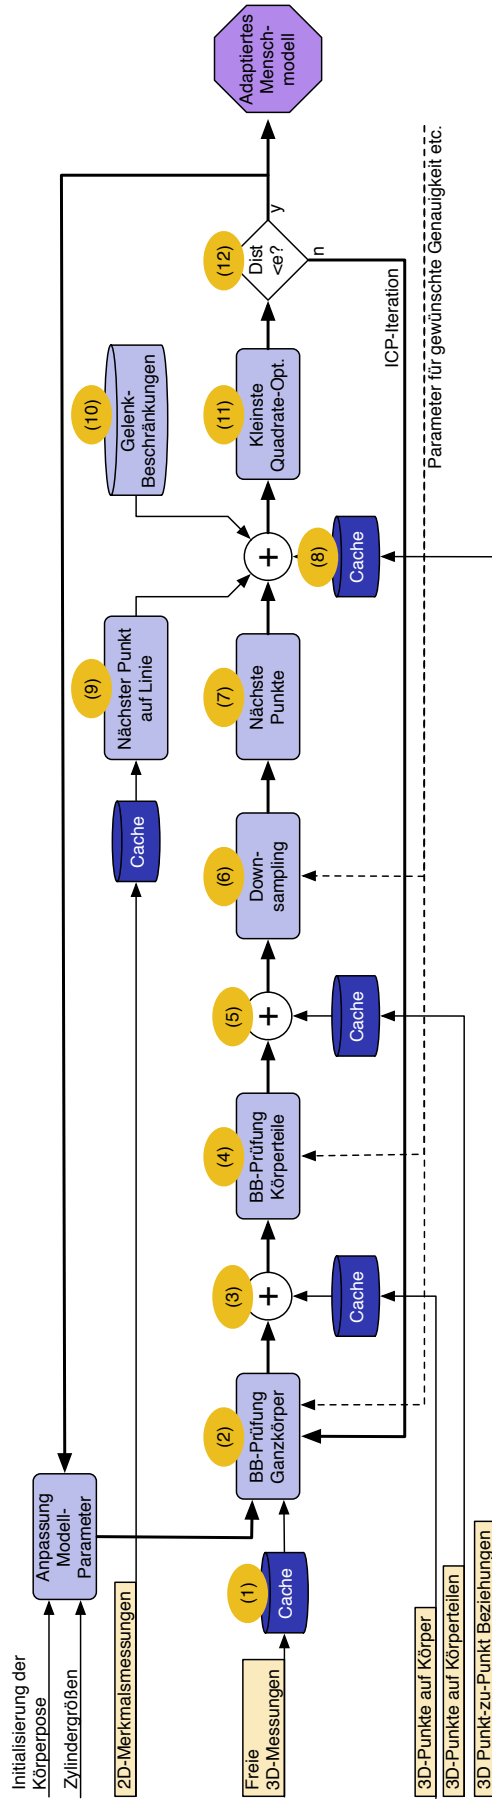 Initialisierung der
Körperpose
Zylindergrößen
Anpassung
Modell-
Parameter
2D-Merkmalsmessungen
Cache
(9)
Nächster Punkt
auf Linie
(10)
Gelenk-
Beschränkungen
Freie
3D-Messungen
(1)
Cache
(2)
BB-Prüfung
Ganzkörper
(3)
+
Cache
(4)
BB-Prüfung
Körperteile
(5)
+
Cache
(6)
Down-
sampling
(7)
Nächste
Punkte
+
(8)
Cache
(11)
Kleinste
Quadrate-Opt.
(12)
Dist
<e?
y
n
Adaptiertes
Mensch-
modell
ICP-Iteration
Parameter für gewünschte Genauigkeit etc.
3D-Punkte auf Körper
3D-Punkte auf Körperteilen
3D Punkt-zu-Punkt Beziehungen